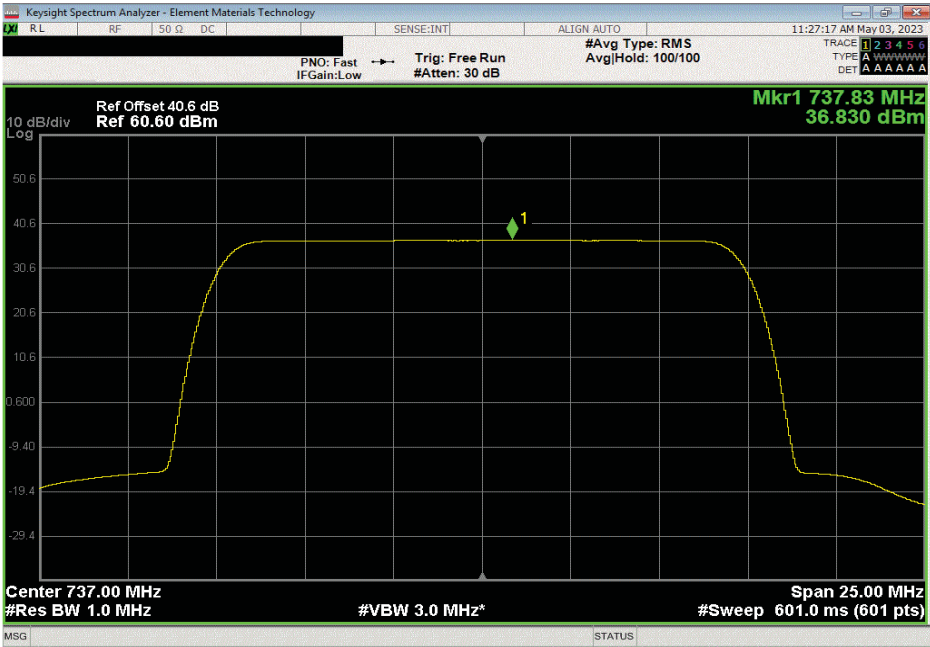 Keysight Spectrum Analyzer - Element Materials Technology
LXI RL RF 50 Ω DC SENSE:INT ALIGN AUTO 11:27:17 AM May 03, 2023
PNO: Fast Trig: Free Run #Avg Type: RMS TRACE 1 2 3 4 5 6
IFGain:Low #Atten: 30 dB Avg|Hold: 100/100 TYPE A WWWWW
DET A A A A A A
Mkr1 737.83 MHz
36.830 dBm
Ref Offset 40.6 dB
10 dB/div Ref 60.60 dBm
Log
50.6
40.6
1
30.6
20.6
10.6
0.600
-9.40
-19.4
-29.4
Center 737.00 MHz Span 25.00 MHz
#Res BW 1.0 MHz #VBW 3.0 MHz* #Sweep 601.0 ms (601 pts)
MSG STATUS